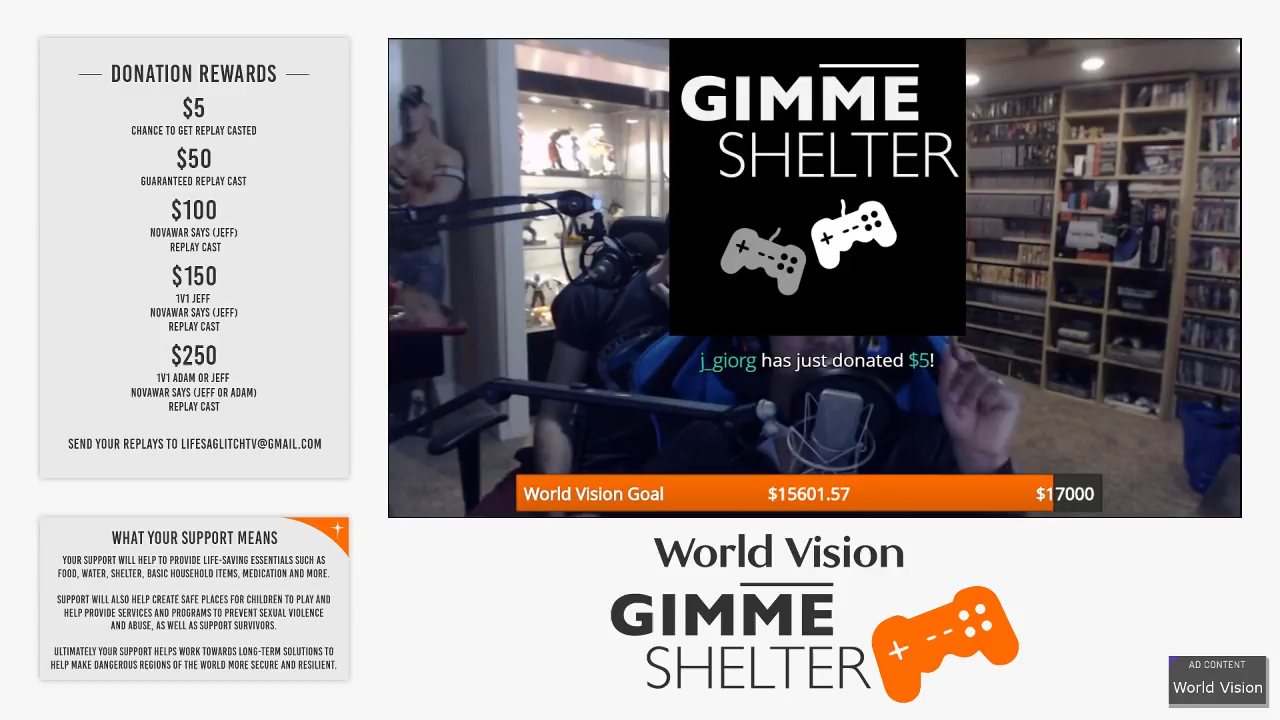 DONATION REWARDS
$5
CHANCE TO GET REPLAY CASTED
$50
GUARANTEED REPLAY CAST
$100
NOVAWAR SAYS (JEFF)
REPLAY CAST
$150
1V1 JEFF
NOVAWAR SAYS (JEFF)
REPLAY CAST
$250
1V1 ADAM OR JEFF
NOVAWAR SAYS (JEFF OR ADAM)
REPLAY CAST
SEND YOUR REPLAYS TO LIFESAGLITCHTV@GMAIL.COM
WHAT YOUR SUPPORT MEANS
YOUR SUPPORT WILL HELP TO PROVIDE LIFE-SAVING ESSENTIALS SUCH AS
FOOD, WATER, SHELTER, BASIC HOUSEHOLD ITEMS, MEDICATION AND MORE.
SUPPORT WILL ALSO HELP CREATE SAFE PLACES FOR CHILDREN TO PLAY AND
HELP PROVIDE SERVICES AND PROGRAMS TO PREVENT SEXUAL VIOLENCE
AND ABUSE, AS WELL AS SUPPORT SURVIVORS.
ULTIMATELY YOUR SUPPORT HELPS WORK TOWARDS LONG-TERM SOLUTIONS TO
HELP MAKE DANGEROUS REGIONS OF THE WORLD MORE SECURE AND RESILIENT.
GIMME
SHELTER
j_giorg has just donated $5!
World Vision Goal $15601.57 $17000
World Vision
GIMME
SHELTER
AD CONTENT
World Vision